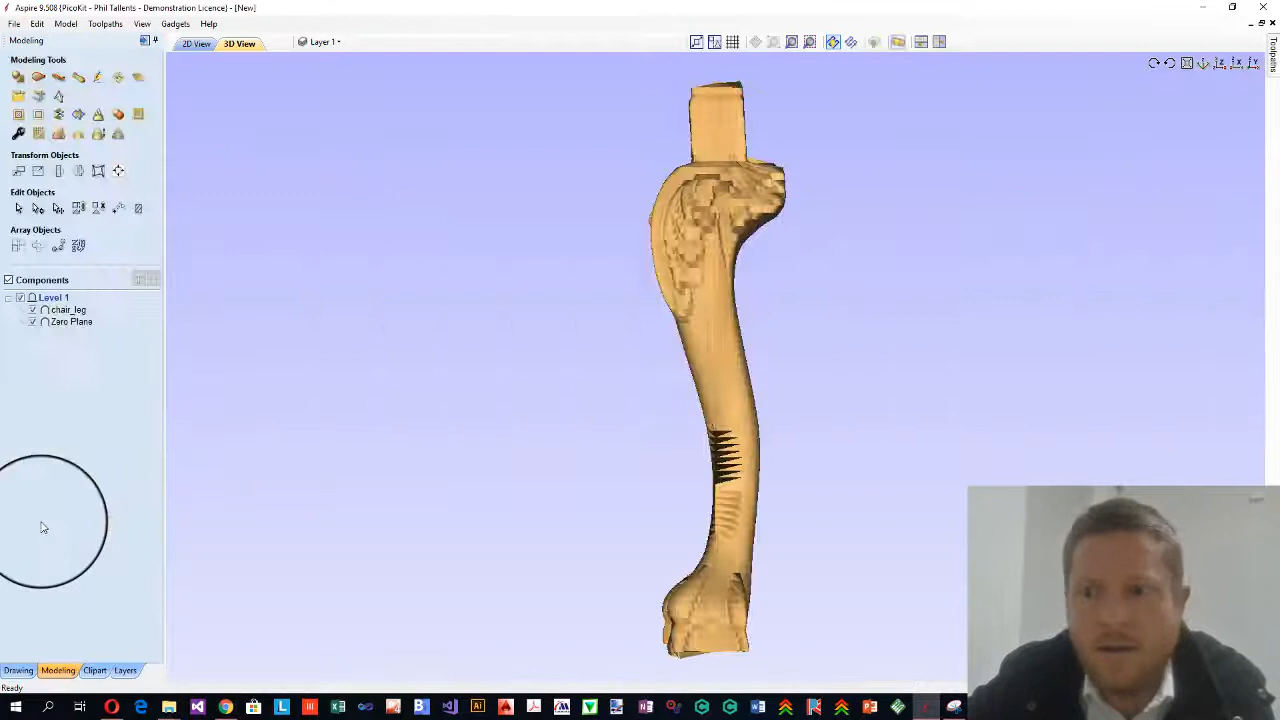 Aspire 9.508 {PicoKit - Phil Tallents - Demonstration Licence} - [New]
File Edit Model Toolpaths View Gadgets Help
Modeling
2D View 3D View Layer 1
Toolpaths
Modeling Tools
Transform Objects
Edit Objects
Array Objects
Components
Level 1
chair_leg
Zero Plane
Drawing Modeling Clipart Layers
Ready